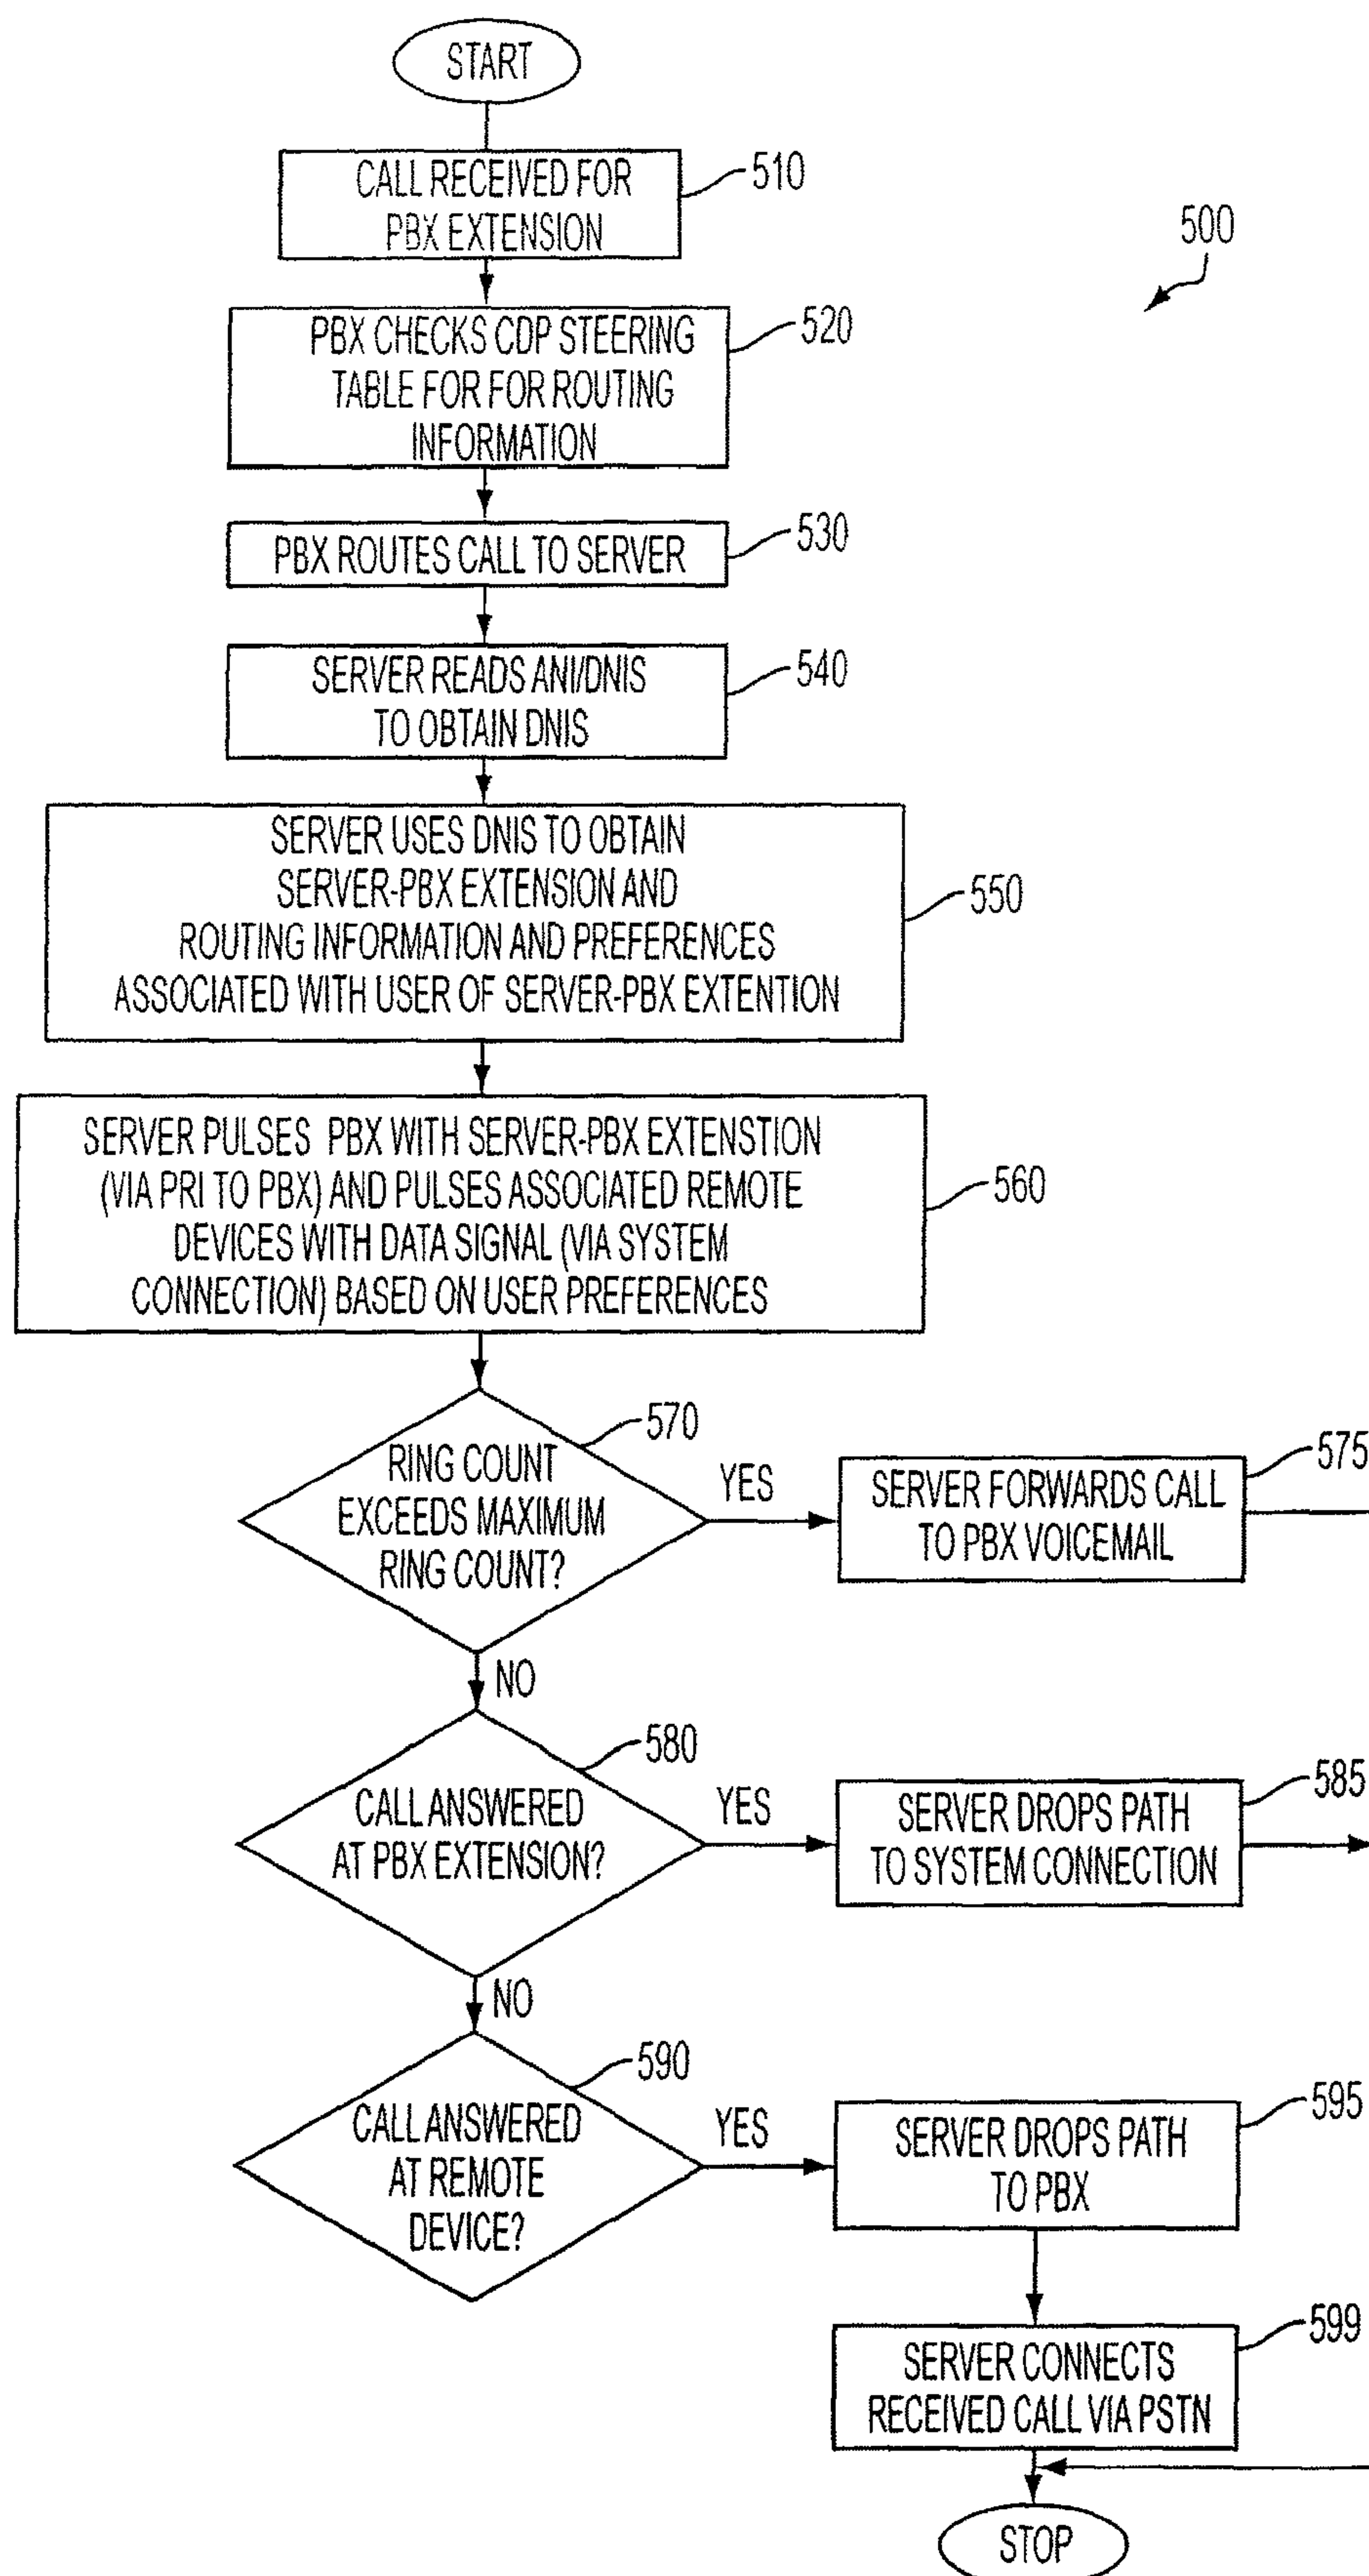 START
CALL RECEIVED FOR
PBX EXTENSION
510
500
PBX CHECKS CDP STEERING
TABLE FOR FOR ROUTING
INFORMATION
520
PBX ROUTES CALL TO SERVER
530
SERVER READS ANI/DNIS
TO OBTAIN DNIS
540
SERVER USES DNIS TO OBTAIN
SERVER-PBX EXTENSION AND
ROUTING INFORMATION AND PREFERENCES
ASSOCIATED WITH USER OF SERVER-PBX EXTENTION
550
SERVER PULSES PBX WITH SERVER-PBX EXTENSTION
(VIA PRI TO PBX) AND PULSES ASSOCIATED REMOTE
DEVICES WITH DATA SIGNAL (VIA SYSTEM
CONNECTION) BASED ON USER PREFERENCES
560
RING COUNT
EXCEEDS MAXIMUM
RING COUNT?
570
YES
SERVER FORWARDS CALL
TO PBX VOICEMAIL
575
NO
CALL ANSWERED
AT PBX EXTENSION?
580
YES
SERVER DROPS PATH
TO SYSTEM CONNECTION
585
NO
CALL ANSWERED
AT REMOTE
DEVICE?
590
YES
SERVER DROPS PATH
TO PBX
595
SERVER CONNECTS
RECEIVED CALL VIA PSTN
599
STOP